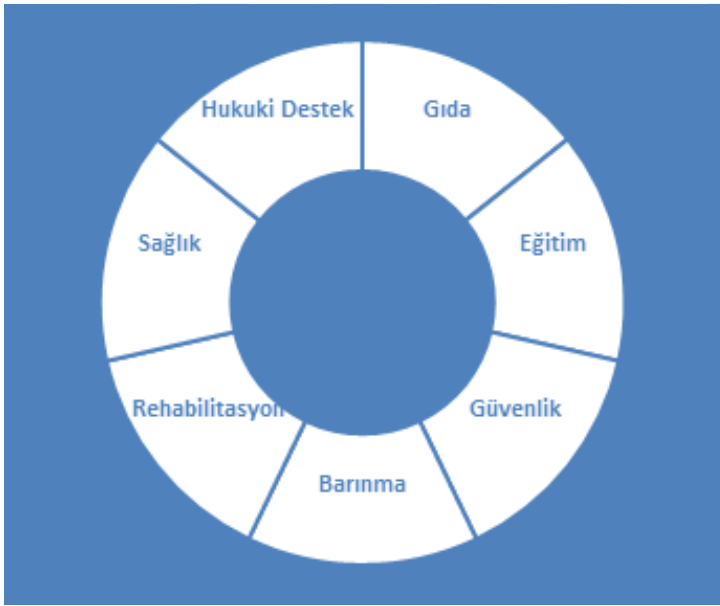 Hukuki Destek
Gıda
Sağlık
Eğitim
Rehabilitasyon
Güvenlik
Barınma